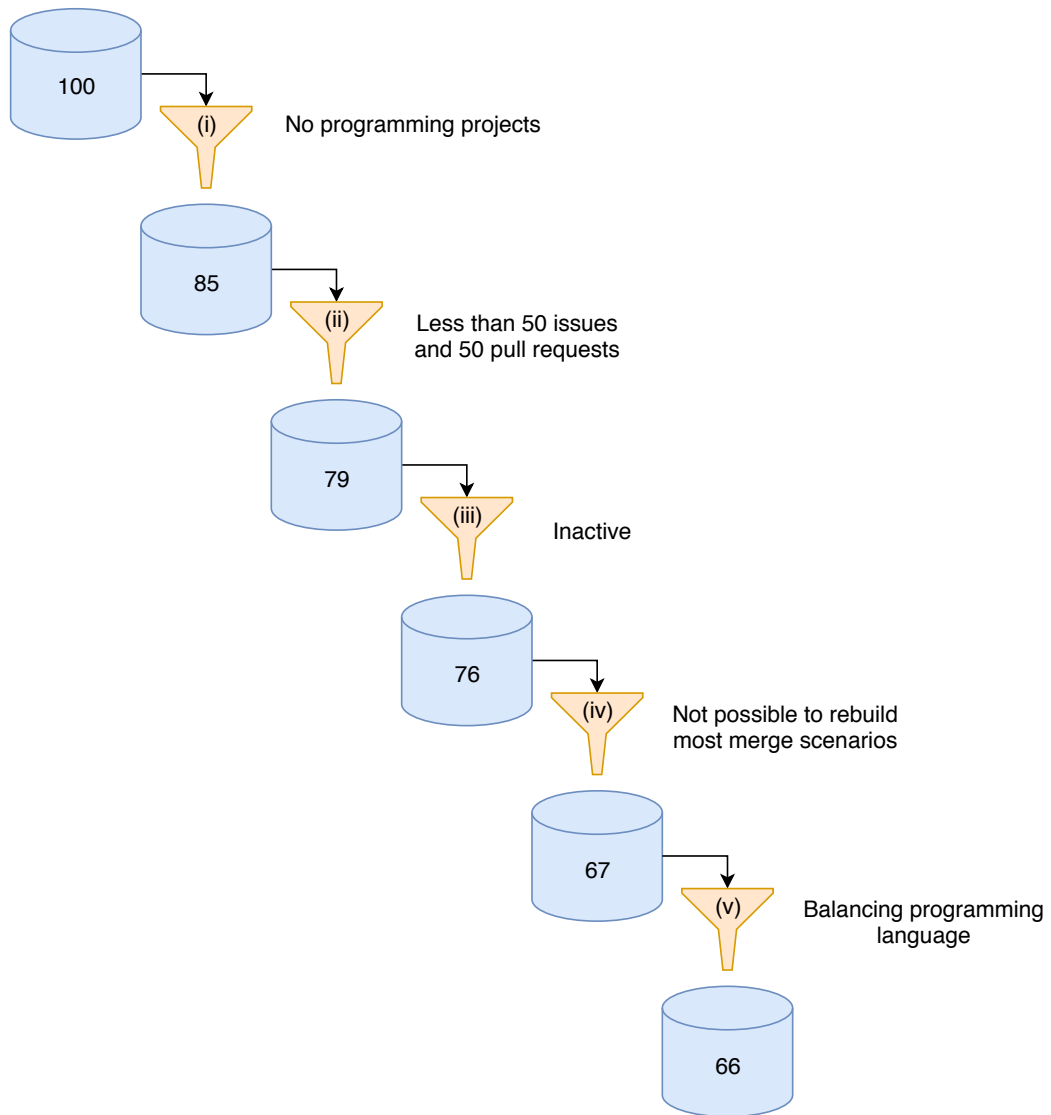 100
(i)
No programming projects
85
(ii)
Less than 50 issues
and 50 pull requests
79
(iii)
Inactive
76
(iv)
Not possible to rebuild
most merge scenarios
67
(v)
Balancing programming
language
66